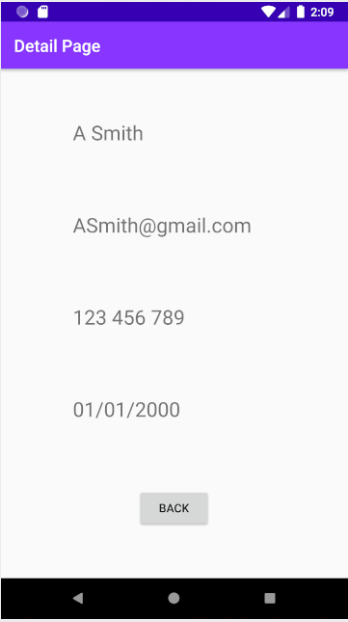 2:09
Detail Page
A Smith
ASmith@gmail.com
123 456 789
01/01/2000
BACK